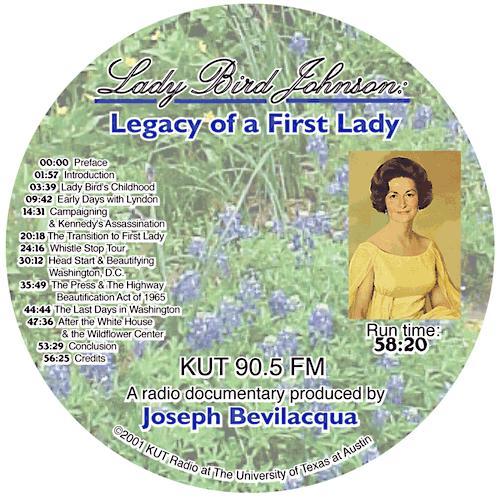 Lady Bird Johnson:
Legacy of a First Lady
00:00 Preface
01:57 Introduction
03:39 Lady Bird's Childhood
09:42 Early Days with Lyndon
14:31 Campaigning
& Kennedy's Assassination
20:18 The Transition to First Lady
24:16 Whistle Stop Tour
30:12 Head Start & Beautifying
Washington, D.C.
35:49 The Press & The Highway
Beautification Act of 1965
44:44 The Last Days in Washington
47:36 After the White House
& the Wildflower Center
53:29 Conclusion
56:25 Credits
Run time:
58:20
KUT 90.5 FM
A radio documentary produced by
Joseph Bevilacqua
©2001 KUT Radio at The University of Texas at Austin